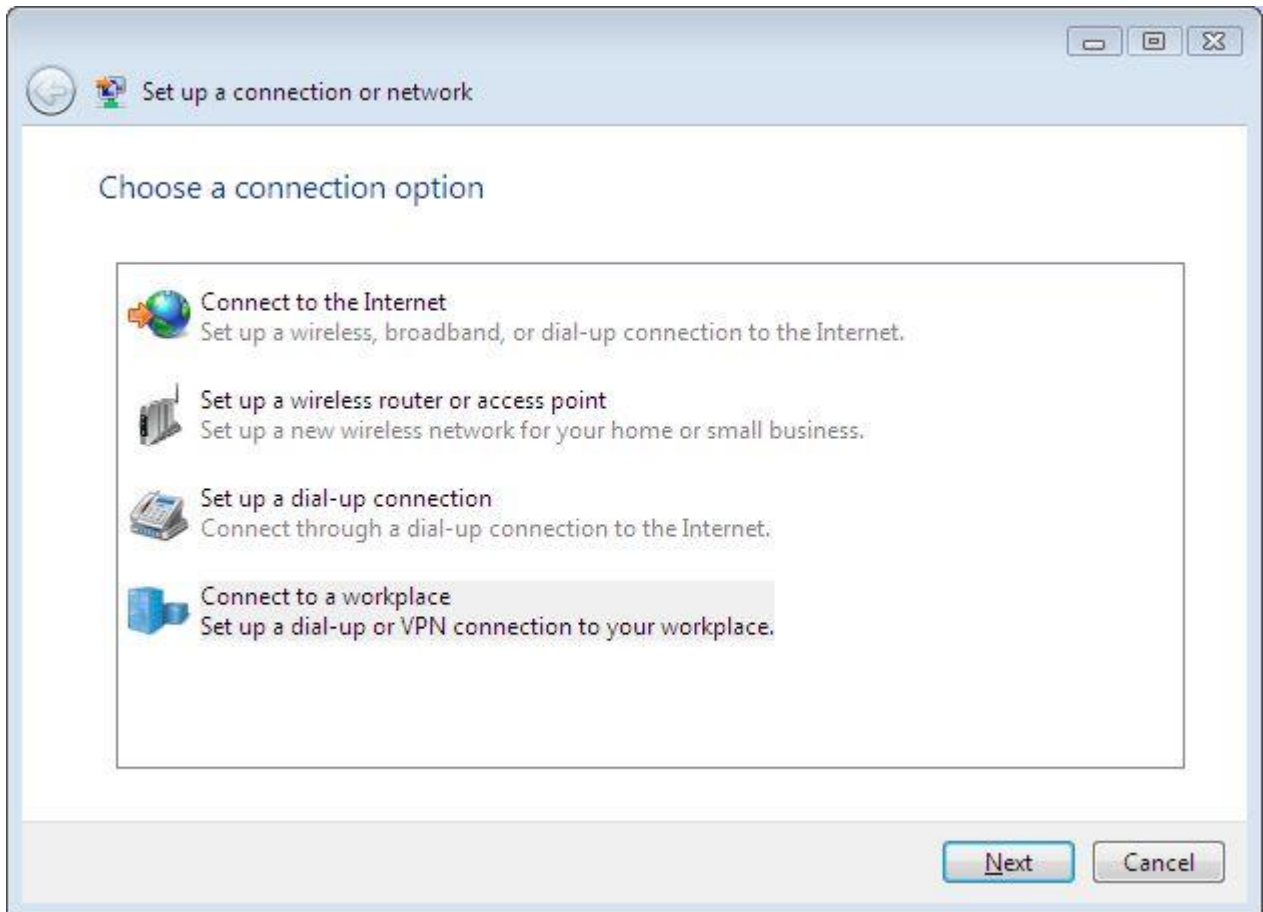 Set up a connection or network
Choose a connection option
Connect to the Internet
Set up a wireless, broadband, or dial-up connection to the Internet.
Set up a wireless router or access point
Set up a new wireless network for your home or small business.
Set up a dial-up connection
Connect through a dial-up connection to the Internet.
Connect to a workplace
Set up a dial-up or VPN connection to your workplace.
Next
Cancel